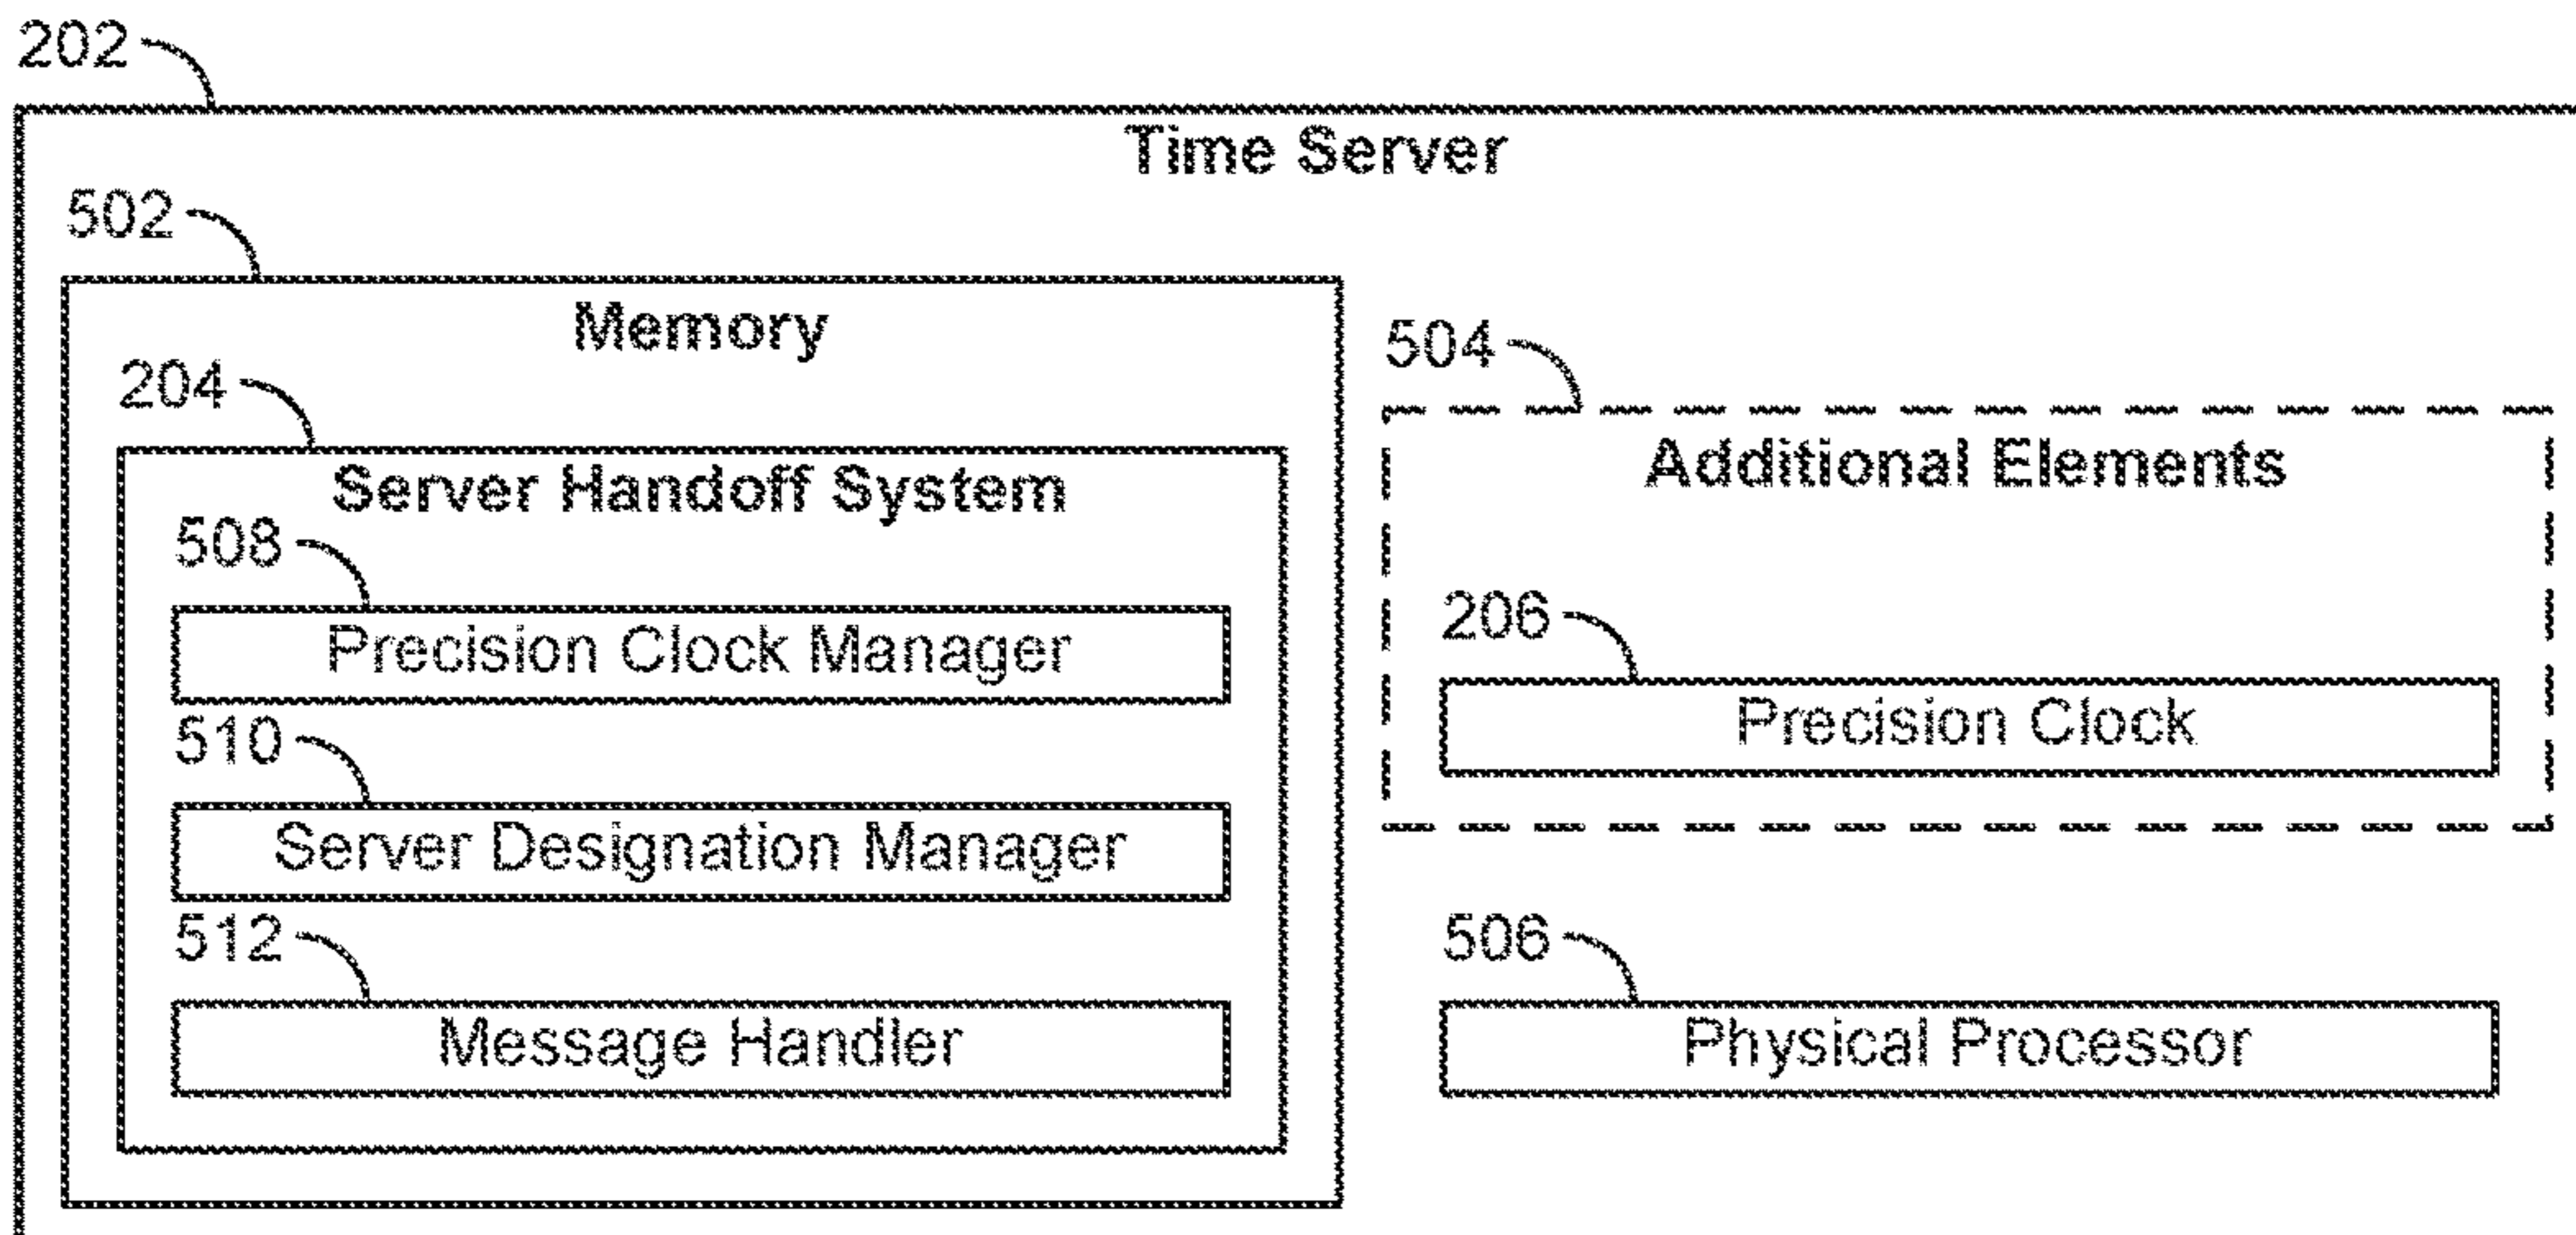 202
Time Server
502
Memory
504
204
Additional Elements
Server Handoff System
508
206
Precision Clock Manager
Precision Clock
510
Server Designation Manager
512
506
Message Handler
Physical Processor